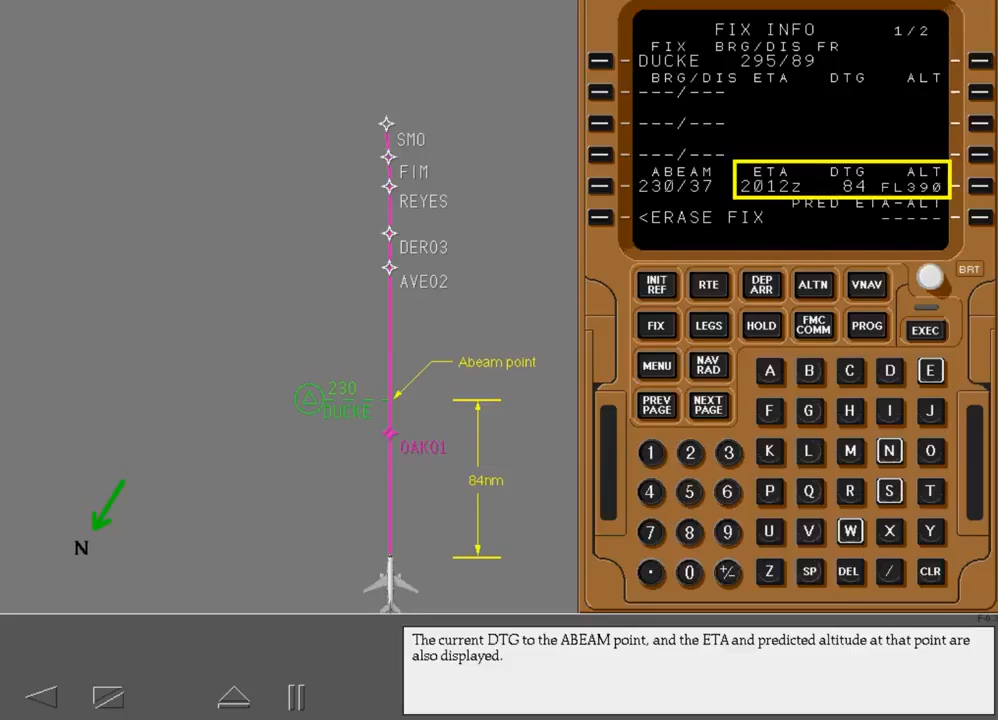 FIX INFO 1/2
FIX BRG/DIS FR
DUCKE 295/89
BRG/DIS ETA DTG ALT
---/---
---/---
---/---
ABEAM ETA DTG ALT
230/37 2012Z 84 FL390
PRED ETA-ALT
<ERASE FIX -----
BRT
INIT REF RTE DEP ARR ALTN VNAV
FIX LEGS HOLD FMC COMM PROG EXEC
MENU NAV RAD
PREV PAGE NEXT PAGE
A B C D E
F G H I J
K L M N O
P Q R S T
U V W X Y
Z SP DEL / CLR
1 2 3
4 5 6
7 8 9
. 0 +/-
SMO
FIM
REYES
DER03
AVE02
Abeam point
230
DUCKE
OAK01
84nm
N
The current DTG to the ABEAM point, and the ETA and predicted altitude at that point are
also displayed.